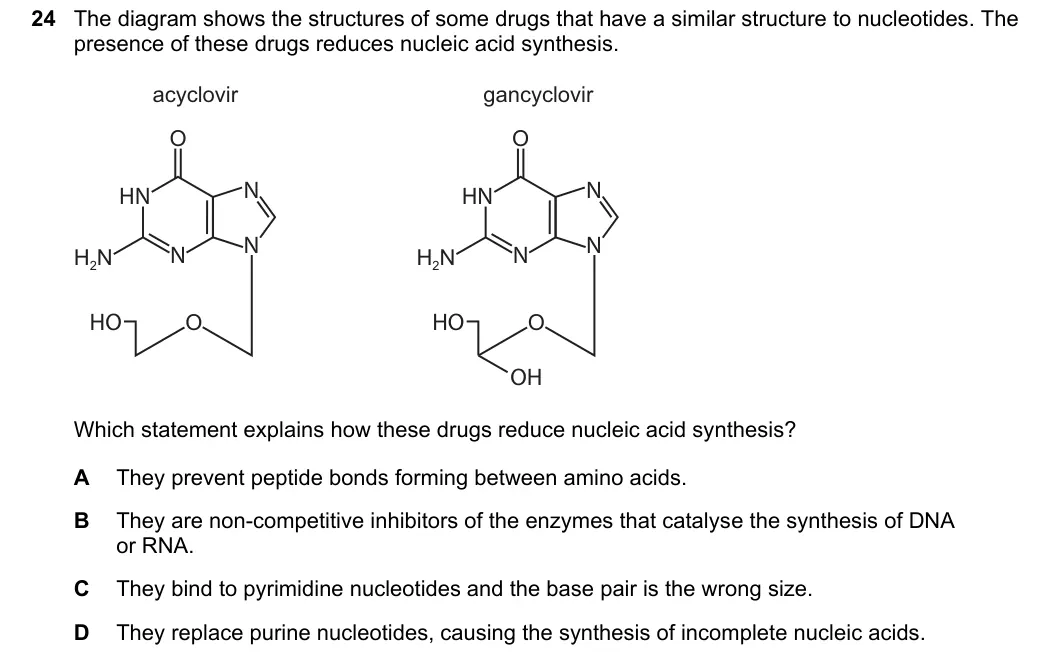 24 The diagram shows the structures of some drugs that have a similar structure to nucleotides. The
presence of these drugs reduces nucleic acid synthesis.
acyclovir
gancyclovir
O
HN
N
N
H₂N
N
HO
O
O
HN
N
N
H₂N
N
HO
O
OH
Which statement explains how these drugs reduce nucleic acid synthesis?
A They prevent peptide bonds forming between amino acids.
B They are non-competitive inhibitors of the enzymes that catalyse the synthesis of DNA
or RNA.
C They bind to pyrimidine nucleotides and the base pair is the wrong size.
D They replace purine nucleotides, causing the synthesis of incomplete nucleic acids.